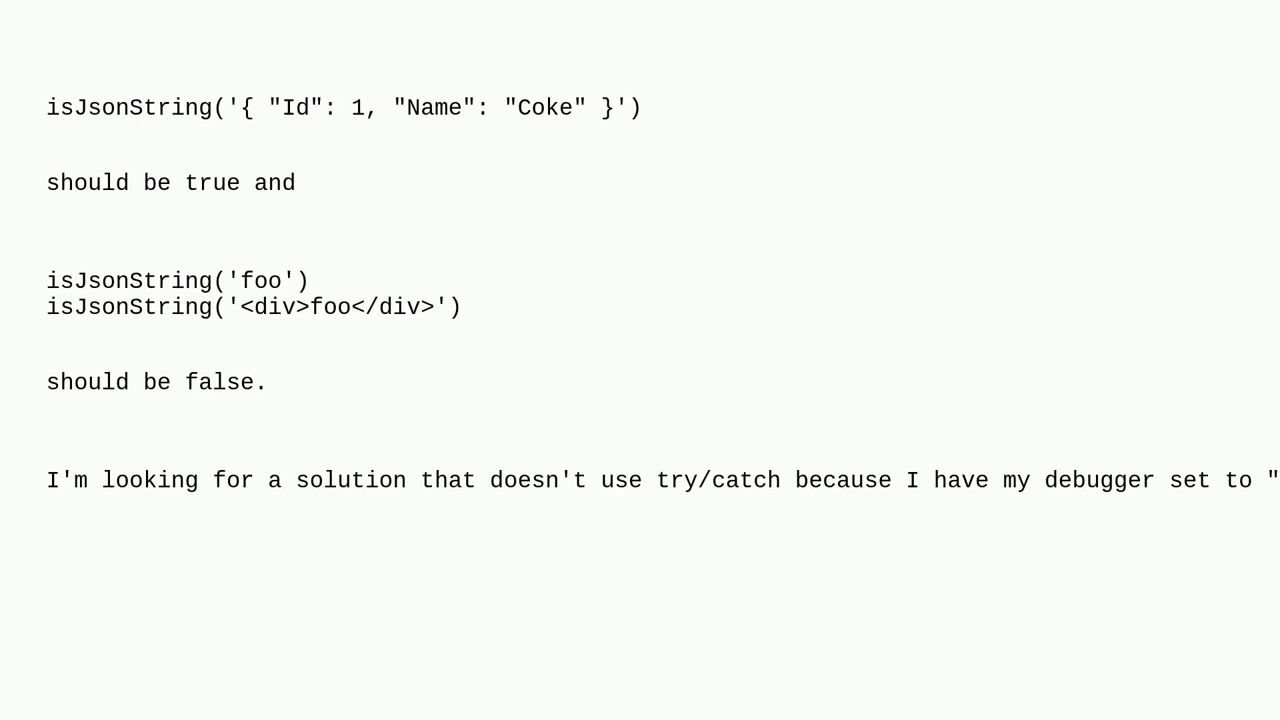 isJsonString('{ "Id": 1, "Name": "Coke" }')
should be true and
isJsonString('foo')
isJsonString('<div>foo</div>')
should be false.
I'm looking for a solution that doesn't use try/catch because I have my debugger set to "